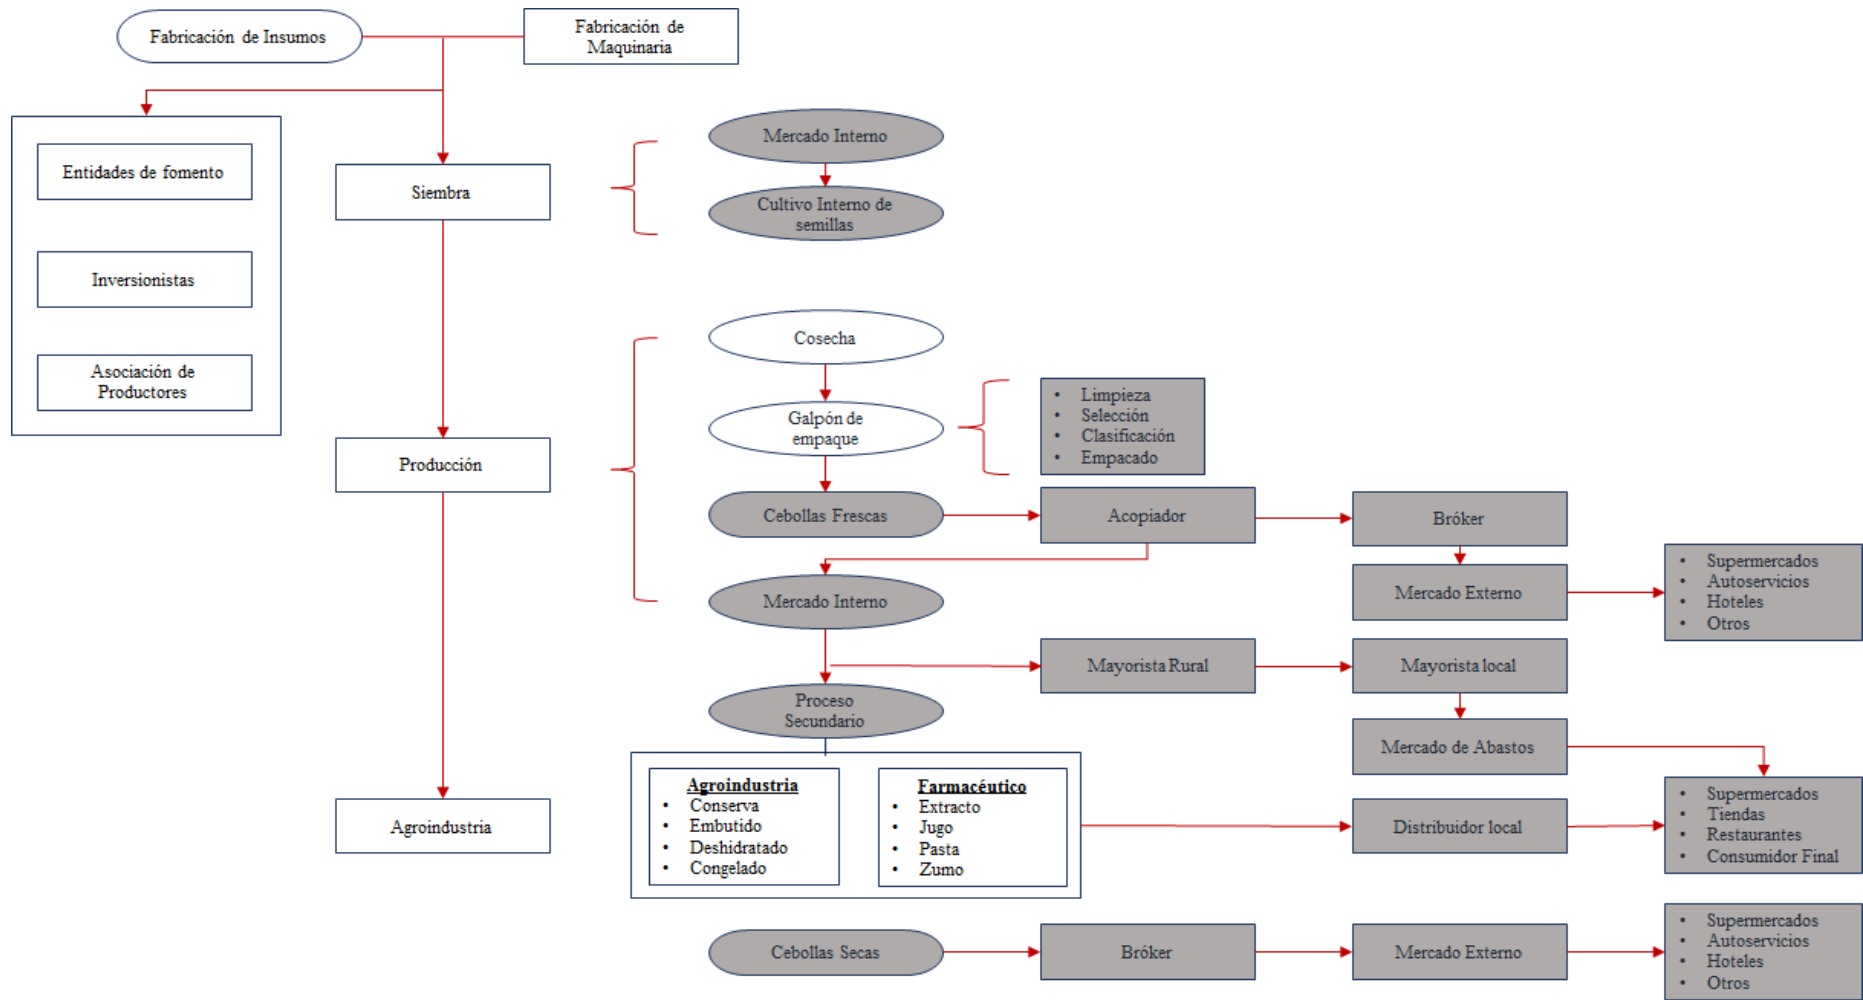 Fabricación de Insumos
Fabricación de
Maquinaria
Entidades de fomento
Inversionistas
Asociación de
Productores
Siembra
Mercado Interno
Cultivo Interno de
semillas
Producción
Cosecha
Galpón de
empaque
• Limpieza
• Selección
• Clasificación
• Empacado
Cebollas Frescas
Acopiador
Bróker
Mercado Interno
Mercado Externo
• Supermercados
• Autoservicios
• Hoteles
• Otros
Mayorista Rural
Mayorista local
Proceso
Secundario
Mercado de Abastos
Agroindustria
Agroindustria
• Conserva
• Embutido
• Deshidratado
• Congelado
Farmacéutico
• Extracto
• Jugo
• Pasta
• Zumo
Distribuidor local
• Supermercados
• Tiendas
• Restaurantes
• Consumidor Final
Cebollas Secas
Bróker
Mercado Externo
• Supermercados
• Autoservicios
• Hoteles
• Otros